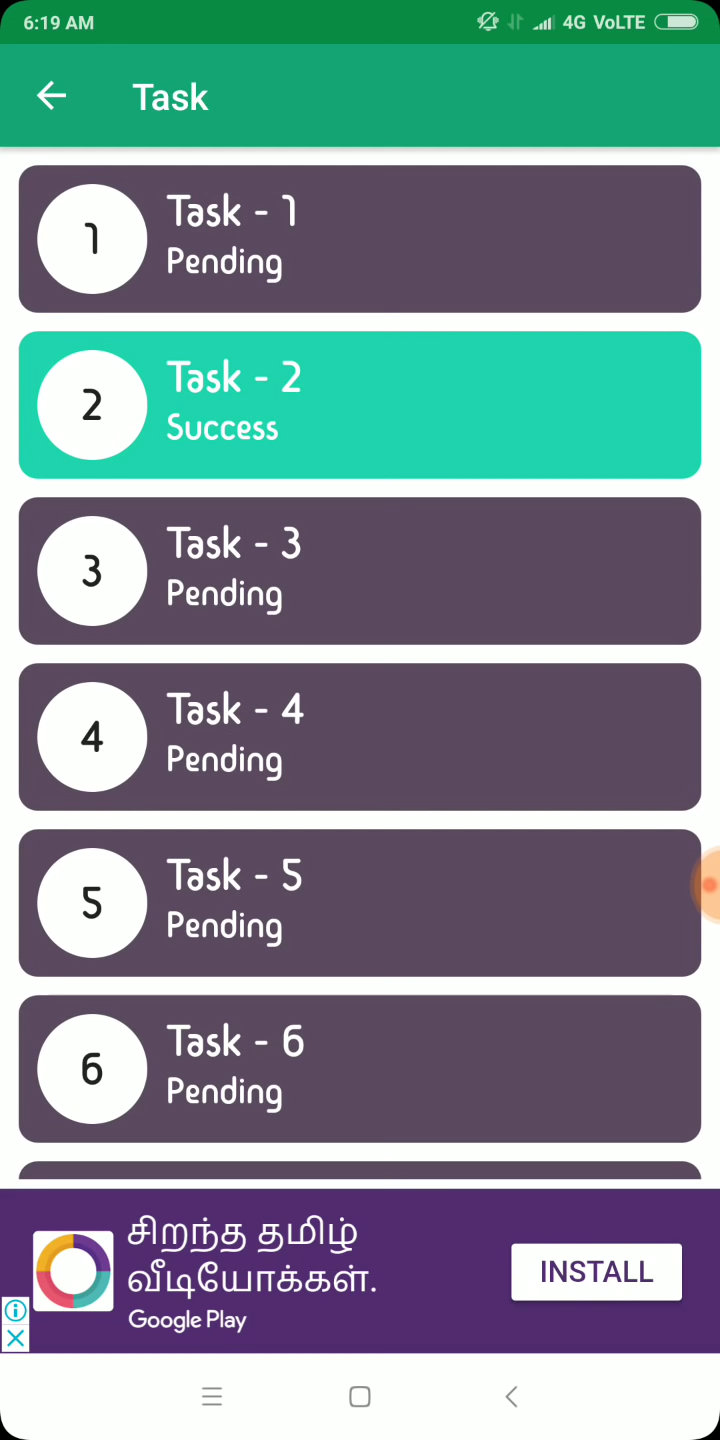 6:19 AM 4G VoLTE
Task
1
Task - 1
Pending
2
Task - 2
Success
3
Task - 3
Pending
4
Task - 4
Pending
5
Task - 5
Pending
6
Task - 6
Pending
சிறந்த தமிழ்
வீடியோக்கள்.
Google Play
INSTALL